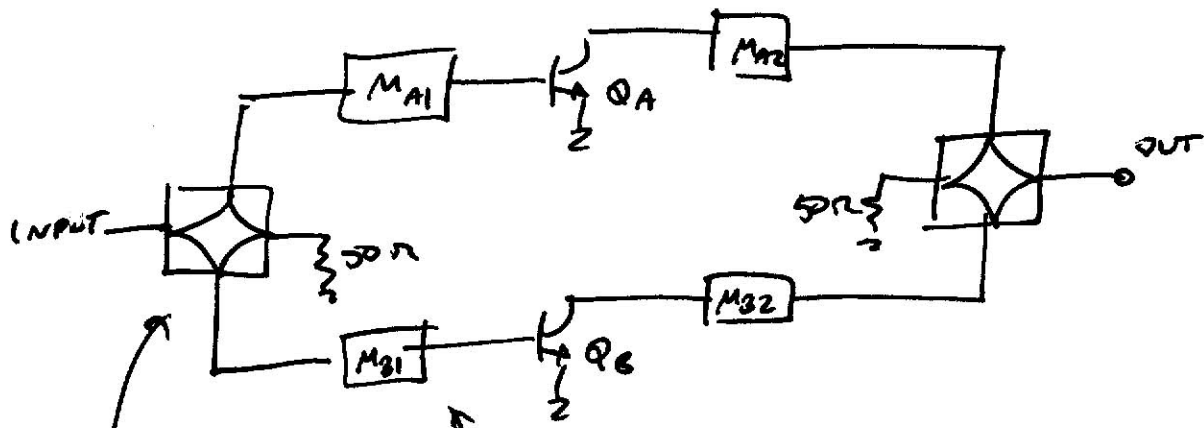 MA1
QA
MA2
OUT
INPUT
50Ω
50Ω
MB1
QB
MB2